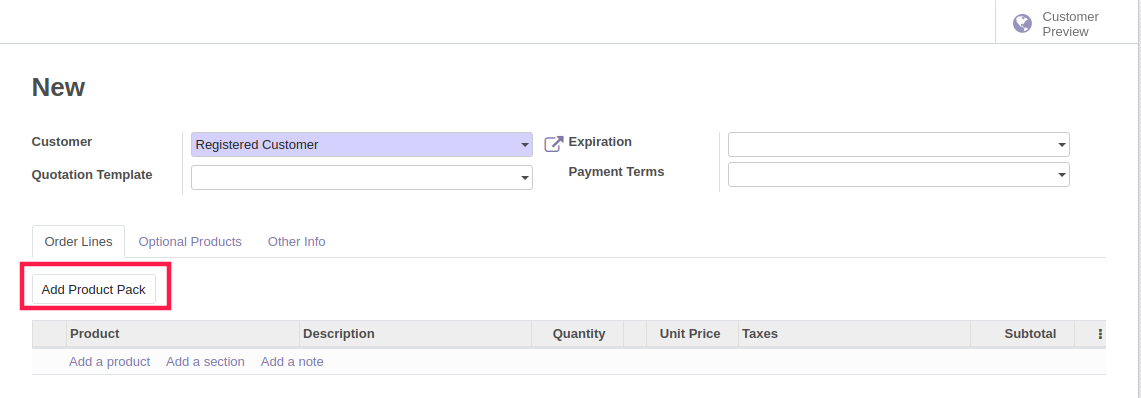 Customer
Preview
New
Customer
Registered Customer
Expiration
Quotation Template
Payment Terms
Order Lines Optional Products Other Info
Add Product Pack
Product Description Quantity Unit Price Taxes Subtotal
Add a product Add a section Add a note